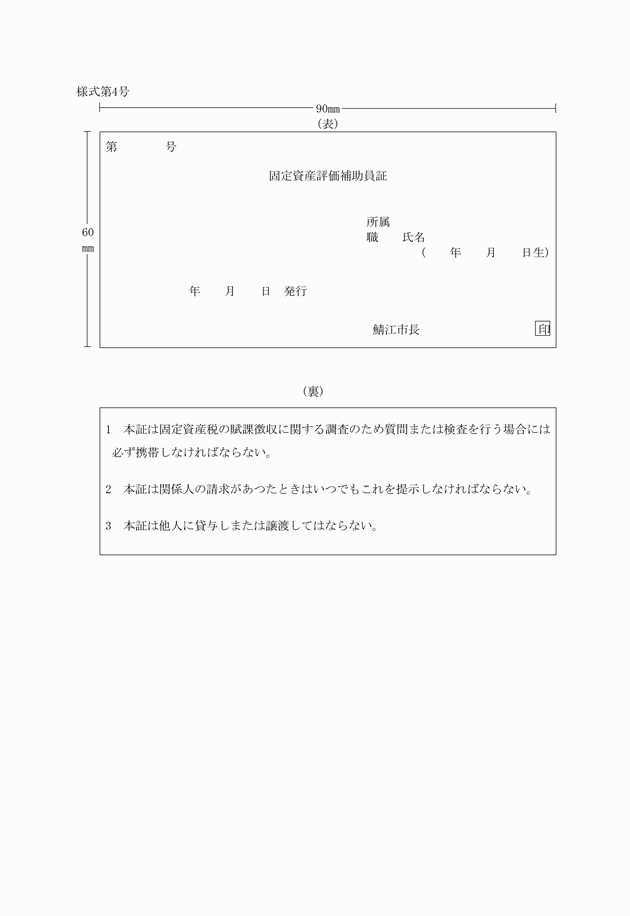 様式第4号
90mm
(表)
第　　　　号
固定資産評価補助員証
60
mm
所属
職　　氏名
(　　年　　月　　日生)
年　　月　　日　発行
鯖江市長　　　　　　　　　　印
(裏)
1　本証は固定資産税の賦課徴収に関する調査のため質問または検査を行う場合には
必ず携帯しなければならない。
2　本証は関係人の請求があつたときはいつでもこれを提示しなければならない。
3　本証は他人に貸与しまたは譲渡してはならない。